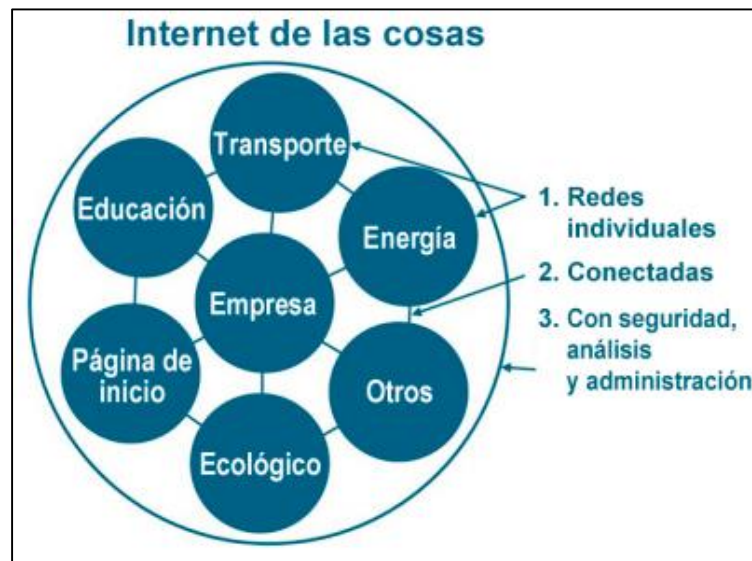 Internet de las cosas
Transporte
Educación
Energía
Empresa
Página de
inicio
Otros
Ecológico
1. Redes
individuales
2. Conectadas
3. Con seguridad,
análisis
y administración